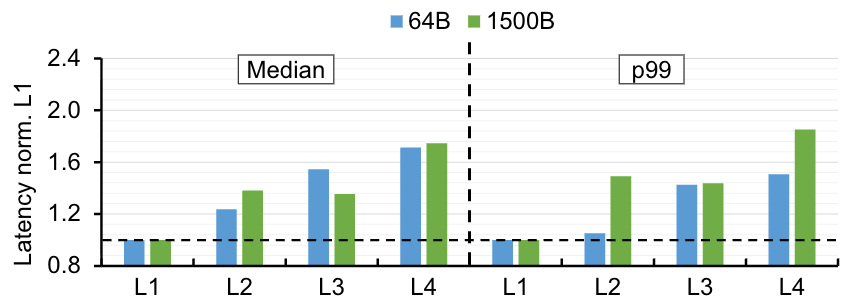 64B 1500B
Latency norm. L1
Median p99
2.4
2.0
1.6
1.2
0.8
L1 L2 L3 L4 L1 L2 L3 L4